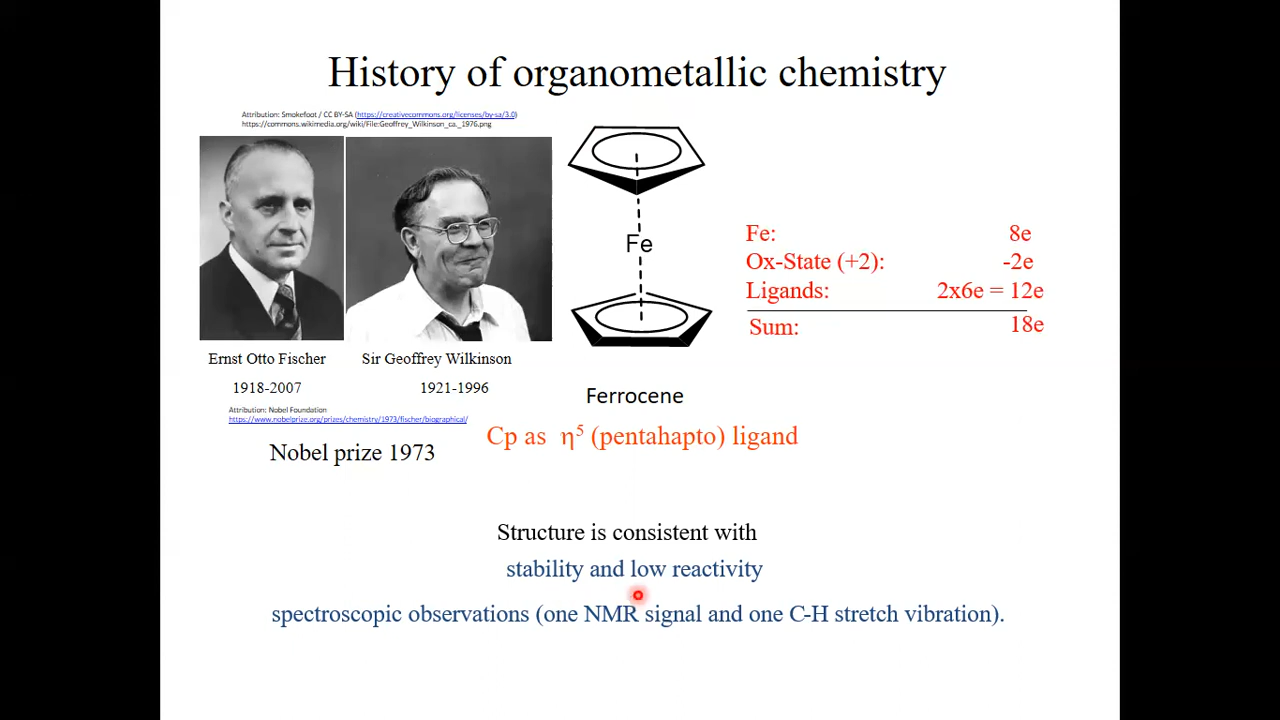 History of organometallic chemistry
Attribution: Smokefoot / CC BY-SA (https://creativecommons.org/licenses/by-sa/3.0)
https://commons.wikimedia.org/wiki/File:Geoffrey_Wilkinson_ca._1976.png
Fe
Fe: 8e
Ox-State (+2): -2e
Ligands: 2x6e = 12e
Sum: 18e
Ernst Otto Fischer
1918-2007
Sir Geoffrey Wilkinson
1921-1996
Attribution: Nobel Foundation
https://www.nobelprize.org/prizes/chemistry/1973/fischer/biographical/
Nobel prize 1973
Ferrocene
Cp as η⁵ (pentahapto) ligand
Structure is consistent with
stability and low reactivity
spectroscopic observations (one NMR signal and one C-H stretch vibration).